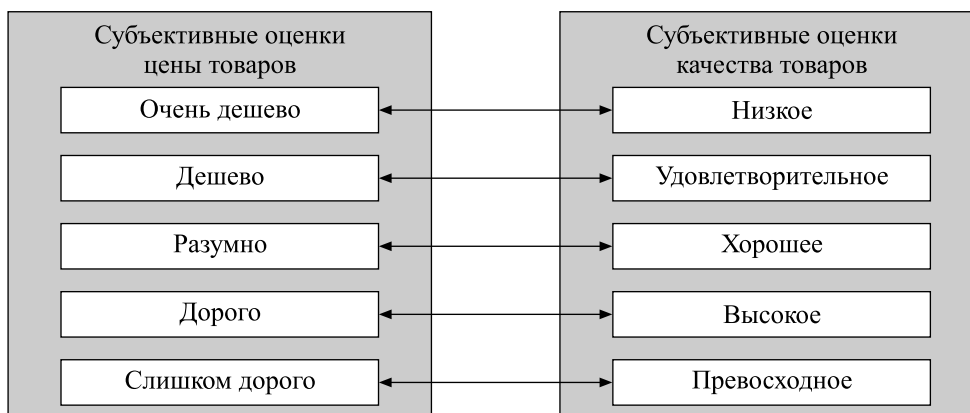 Субъективные оценки
цены товаров
Очень дешево
Дешево
Разумно
Дорого
Слишком дорого
Субъективные оценки
качества товаров
Низкое
Удовлетворительное
Хорошее
Высокое
Превосходное